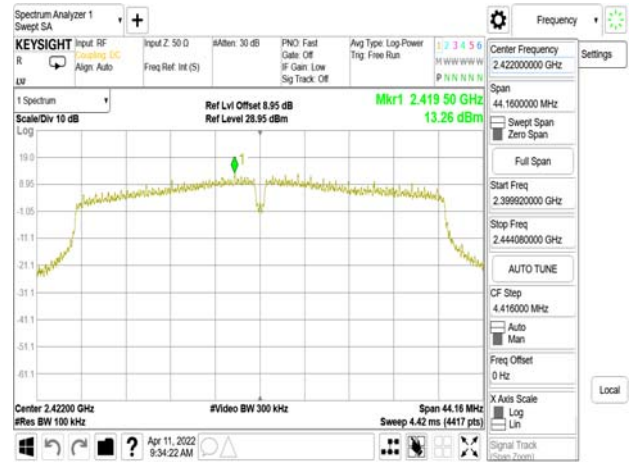 Spectrum Analyzer 1
Swept SA
Frequency
KEYSIGHT
R
LV
Input: RF
Coupling: DC
Align: Auto
Input Z: 50 Ω
Freq Ref: Int (S)
#Atten: 30 dB
PNO: Fast
Gate: Off
IF Gain: Low
Sig Track: Off
Avg Type: Log-Power
Trig: Free Run
1 2 3 4 5 6
M W W W W W
P N N N N N
Center Frequency
2.422000000 GHz
Settings
Span
44.1600000 MHz
Swept Span
Zero Span
Full Span
Start Freq
2.399920000 GHz
Stop Freq
2.444080000 GHz
AUTO TUNE
CF Step
4.416000 MHz
Auto
Man
Freq Offset
0 Hz
X Axis Scale
Log
Lin
Signal Track
(Span Zoom)
Local
1 Spectrum
Scale/Div 10 dB
Log
Ref Lvl Offset 8.95 dB
Ref Level 28.95 dBm
Mkr1 2.419 50 GHz
13.26 dBm
1
19.0
8.95
-1.05
-11.1
-21.1
-31.1
-41.1
-51.1
-61.1
Center 2.42200 GHz
#Res BW 100 kHz
#Video BW 300 kHz
Span 44.16 MHz
Sweep 4.42 ms (4417 pts)
Apr 11, 2022
9:34:22 AM